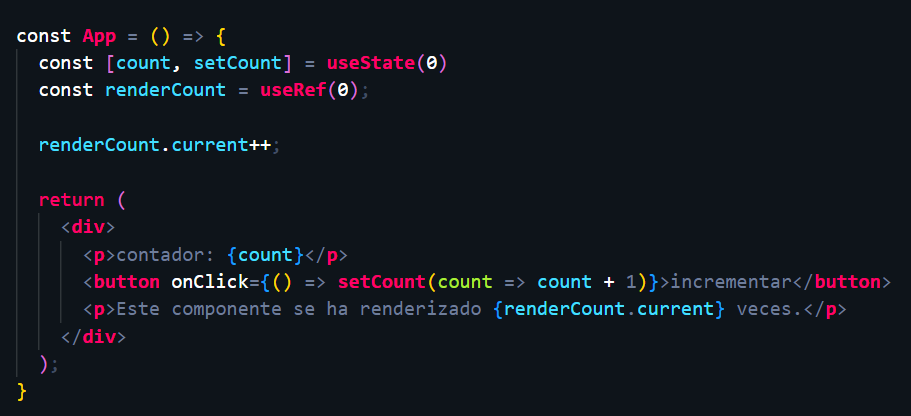 const App = () => {
const [count, setCount] = useState(0)
const renderCount = useRef(0);
renderCount.current++;
return (
<div>
<p>contador: {count}</p>
<button onClick={() => setCount(count => count + 1)}>incrementar</button>
<p>Este componente se ha renderizado {renderCount.current} veces.</p>
</div>
);
}